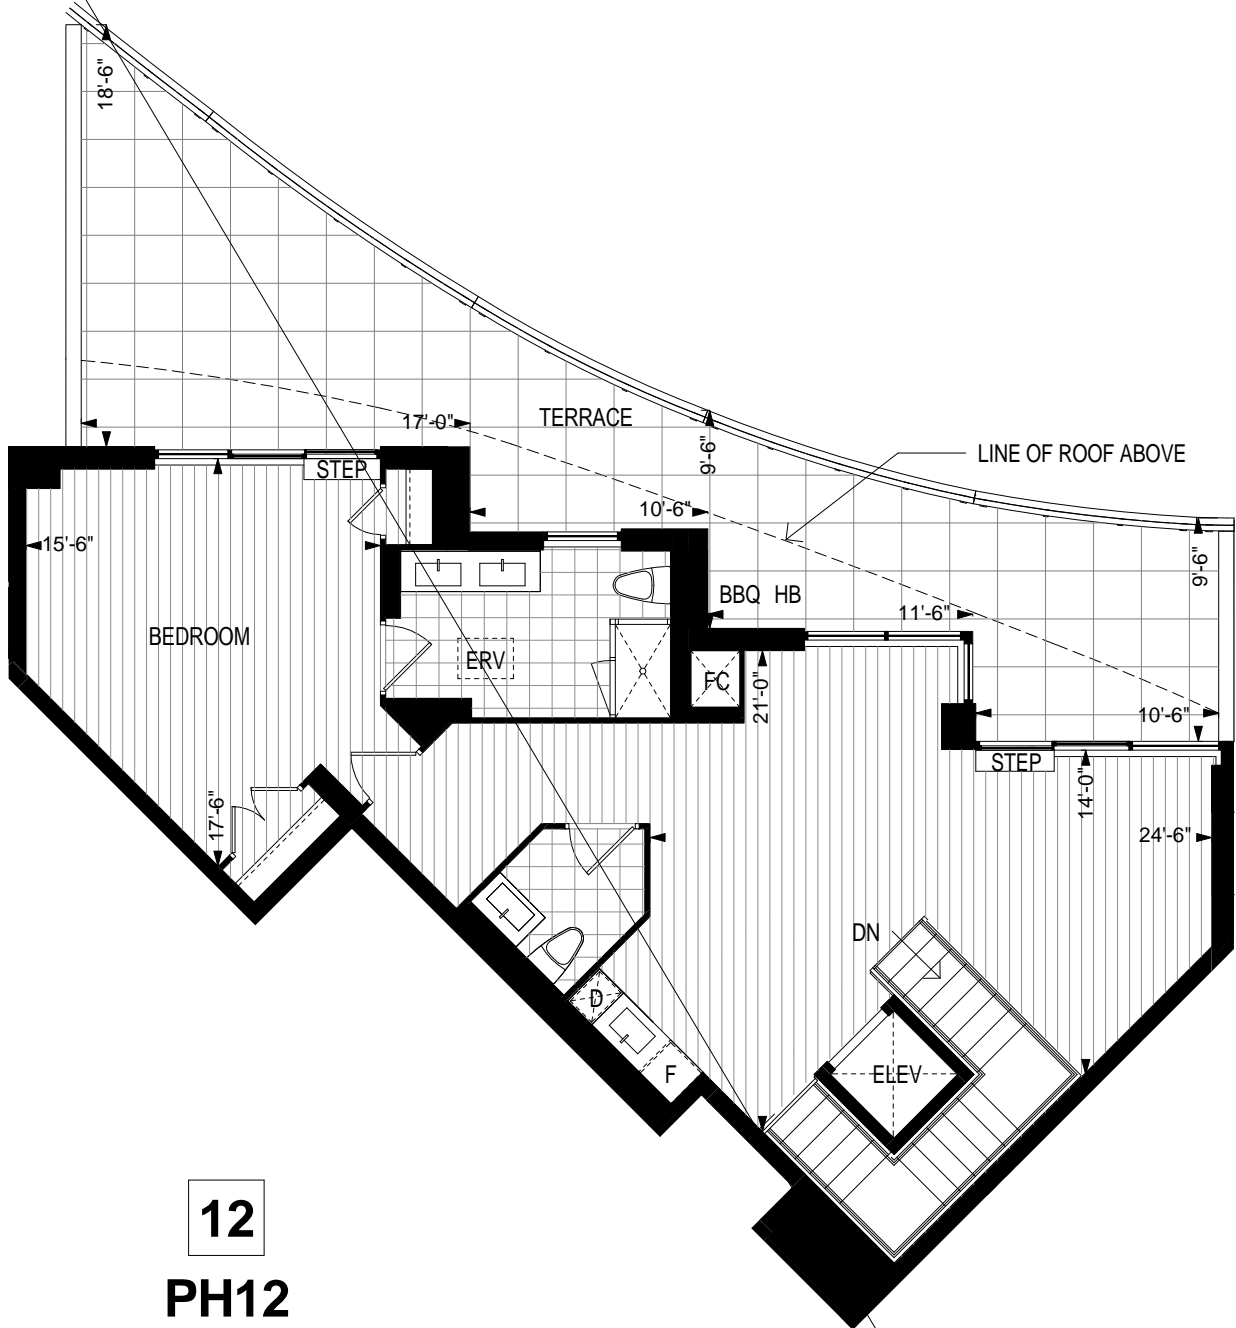 18'-6"
17'-0"
TERRACE
9'-6"
LINE OF ROOF ABOVE
STEP
10'-6"
15'-6"
9'-6"
BBQ HB
11'-6"
BEDROOM
ERV
FC
21'-0"
10'-6"
STEP
14'-0"
17'-6"
24'-6"
DN
D
F
ELEV
12
PH12